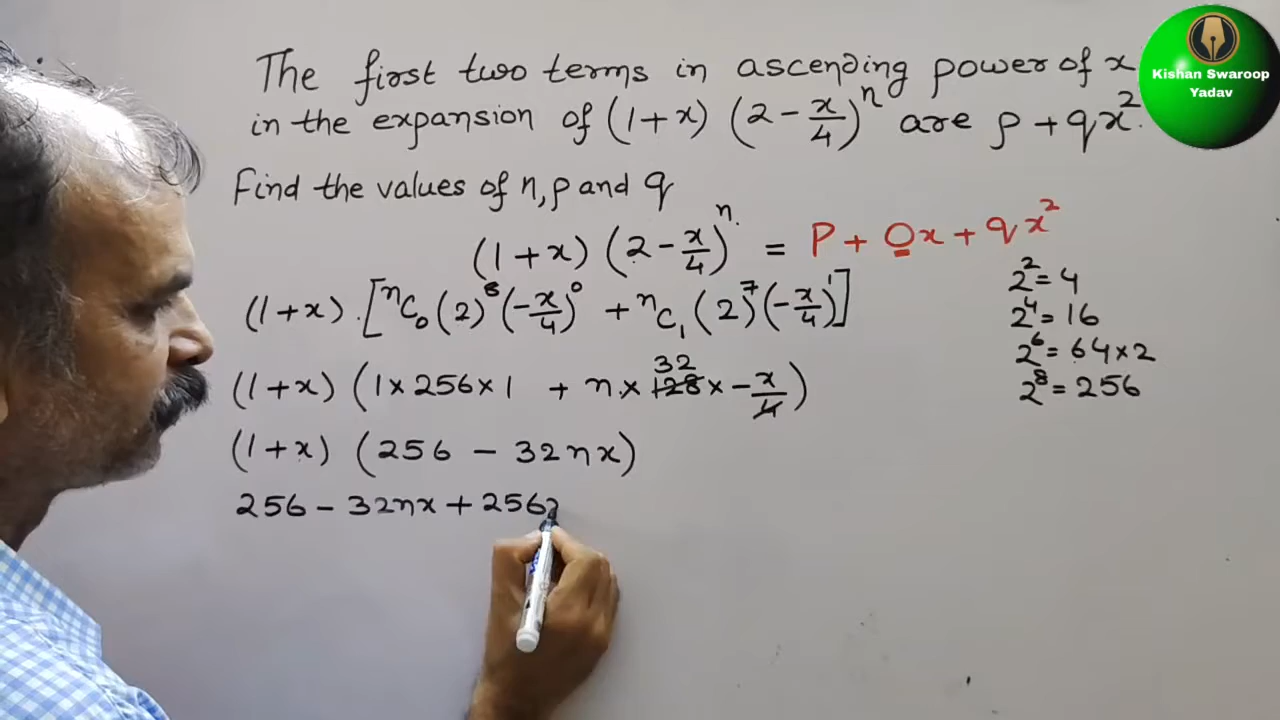 The first two terms in ascending power of x
in the expansion of (1+x) (2 - x/4)^n are p + qx^2.
Find the values of n, p and q
(1+x) (2 - x/4)^n. = P + 0x + qx^2
(1+x) . [nC0 (2)^8 (-x/4)^0 + nC1 (2)^7 (-x/4)^1]
(1+x) (1×256×1 + n×128× -x/4)
32
(1+x) (256 - 32nx)
256 - 32nx + 256x
2^2 = 4
2^4 = 16
2^6 = 64×2
2^8 = 256
Kishan Swaroop
Yadav